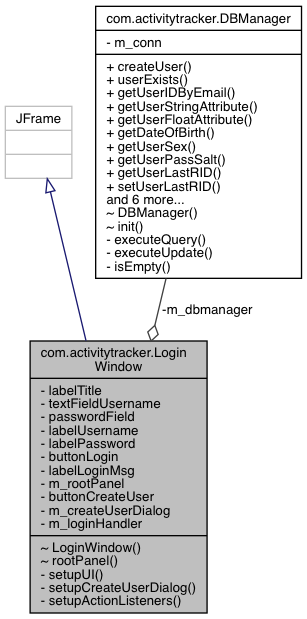 com.activitytracker.DBManager
- m_conn
+ createUser()
+ userExists()
+ getUserIDByEmail()
+ getUserStringAttribute()
+ getUserFloatAttribute()
+ getDateOfBirth()
+ getUserSex()
+ getUserPassSalt()
+ getUserLastRID()
+ setUserLastRID()
and 6 more...
~ DBManager()
~ init()
- executeQuery()
- executeUpdate()
- isEmpty()
JFrame
-m_dbmanager
com.activitytracker.Login
Window
- labelTitle
- textFieldUsername
- passwordField
- labelUsername
- labelPassword
- buttonLogin
- labelLoginMsg
- m_rootPanel
- buttonCreateUser
- m_createUserDialog
- m_loginHandler
~ LoginWindow()
~ rootPanel()
- setupUI()
- setupCreateUserDialog()
- setupActionListeners()